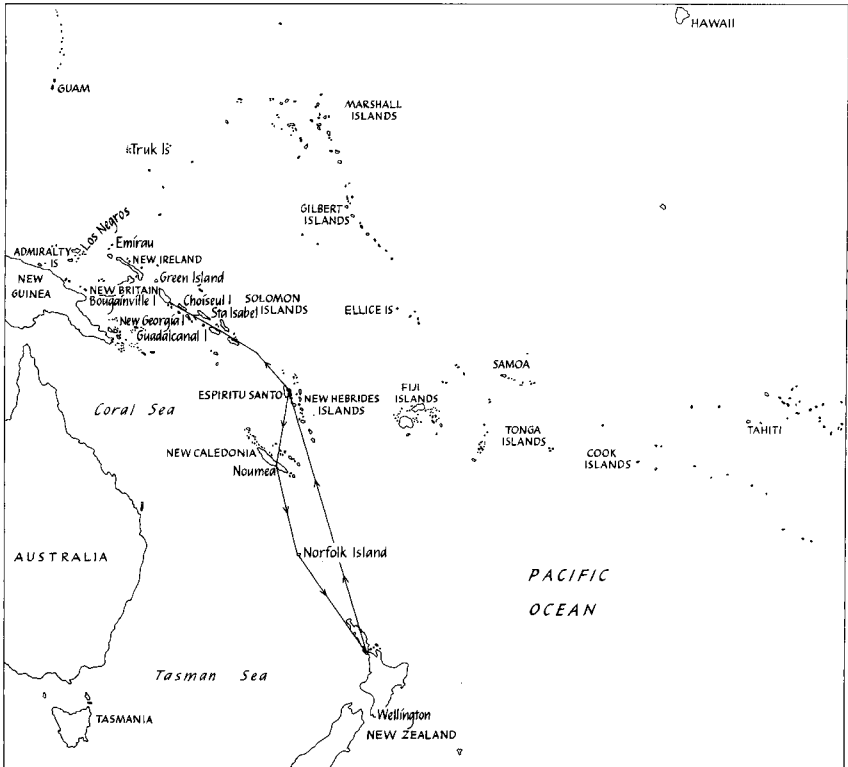 HAWAII
GUAM
MARSHALL
ISLANDS
Truk Is
GILBERT
ISLANDS
Los Negros
ADMIRALTY
IS
Emirau
NEW IRELAND
NEW
GUINEA
Green Island
NEW BRITAIN
Bougainville I
Choiseul I
SOLOMON
ISLANDS
Sta Isabel
New Georgia I
Guadalcanal I
ELLICE IS
SAMOA
ESPIRITU SANTO
NEW HEBRIDES
ISLANDS
FIJI
ISLANDS
Coral Sea
TONGA
ISLANDS
TAHITI
COOK
ISLANDS
NEW CALEDONIA
Noumea
AUSTRALIA
Norfolk Island
PACIFIC
OCEAN
Tasman Sea
TASMANIA
Wellington
NEW ZEALAND